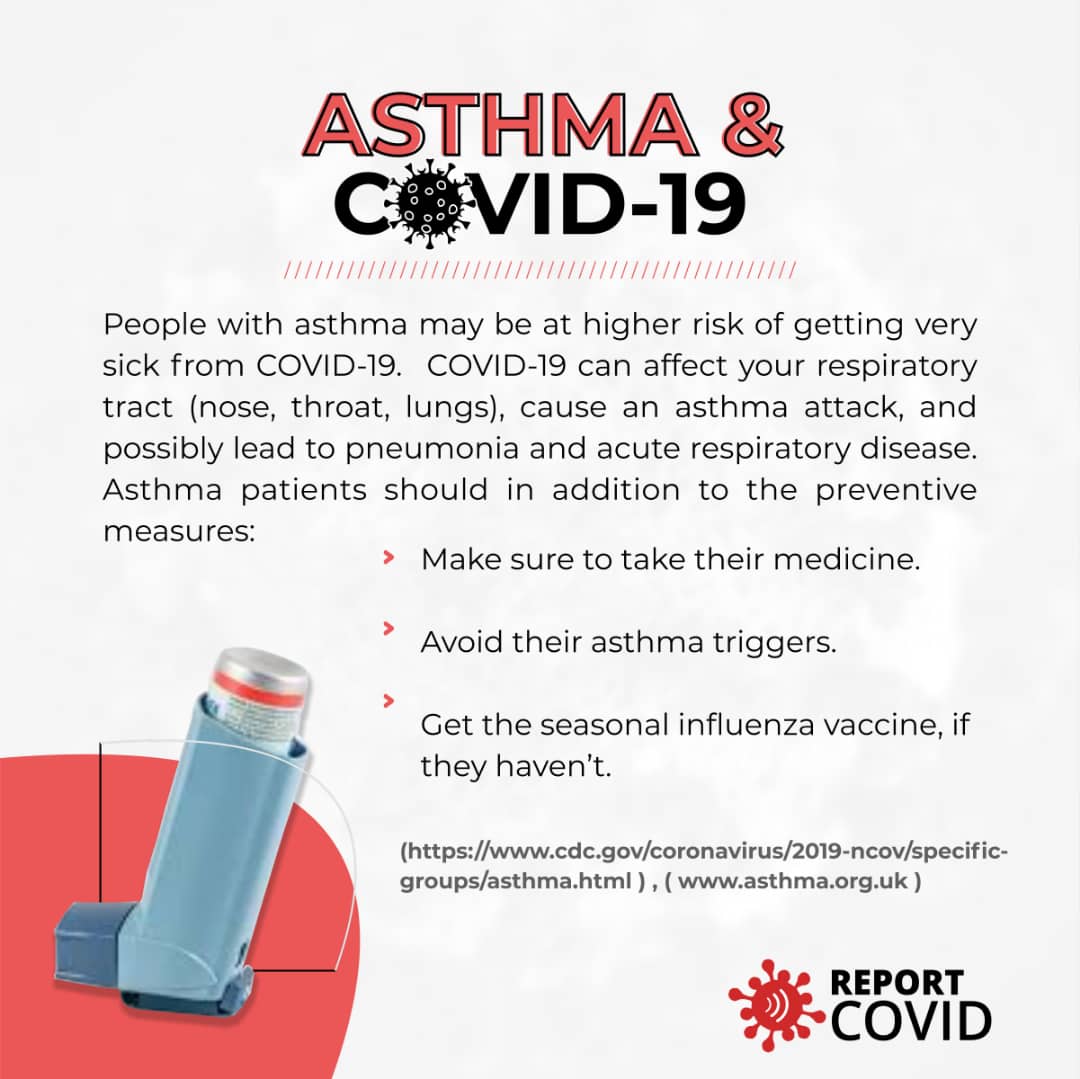 ASTHMA &
COVID-19
People with asthma may be at higher risk of getting very
sick from COVID-19. COVID-19 can affect your respiratory
tract (nose, throat, lungs), cause an asthma attack, and
possibly lead to pneumonia and acute respiratory disease.
Asthma patients should in addition to the preventive
measures:
Make sure to take their medicine.
Avoid their asthma triggers.
Get the seasonal influenza vaccine, if
they haven’t.
(https://www.cdc.gov/coronavirus/2019-ncov/specific-
groups/asthma.html ) , ( www.asthma.org.uk )
REPORT
COVID